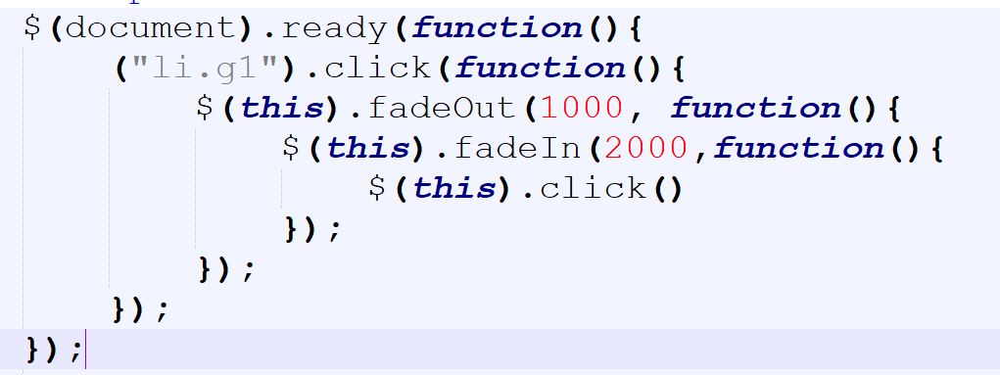 $(document).ready(function(){
("li.g1").click(function(){
$(this).fadeOut(1000, function(){
$(this).fadeIn(2000,function(){
$(this).click()
});
});
});
});